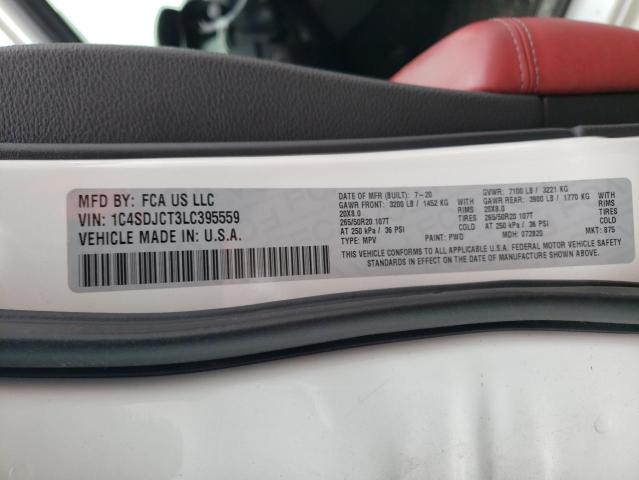 MFD BY: FCA US LLC
VIN: 1C4SDJCT3LC395559
VEHICLE MADE IN: U.S.A.
DATE OF MFR (BUILT): 7-20
GAWR FRONT: 3200 LB / 1452 KG WITH
20X8.0 RIMS
265/50R20 107T TIRES
AT 250 kPa / 36 PSI COLD
TYPE: MPV PAINT: PWD
GVWR: 7100 LB / 3221 KG
GAWR REAR: 3900 LB / 1770 KG WITH
20X8.0 RIMS
265/50R20 107T TIRES
AT 250 kPa / 36 PSI COLD
MDH: 072820 MKT: 875
THIS VEHICLE CONFORMS TO ALL APPLICABLE U.S.A. FEDERAL MOTOR VEHICLE SAFETY
STANDARDS IN EFFECT ON THE DATE OF MANUFACTURE SHOWN ABOVE.